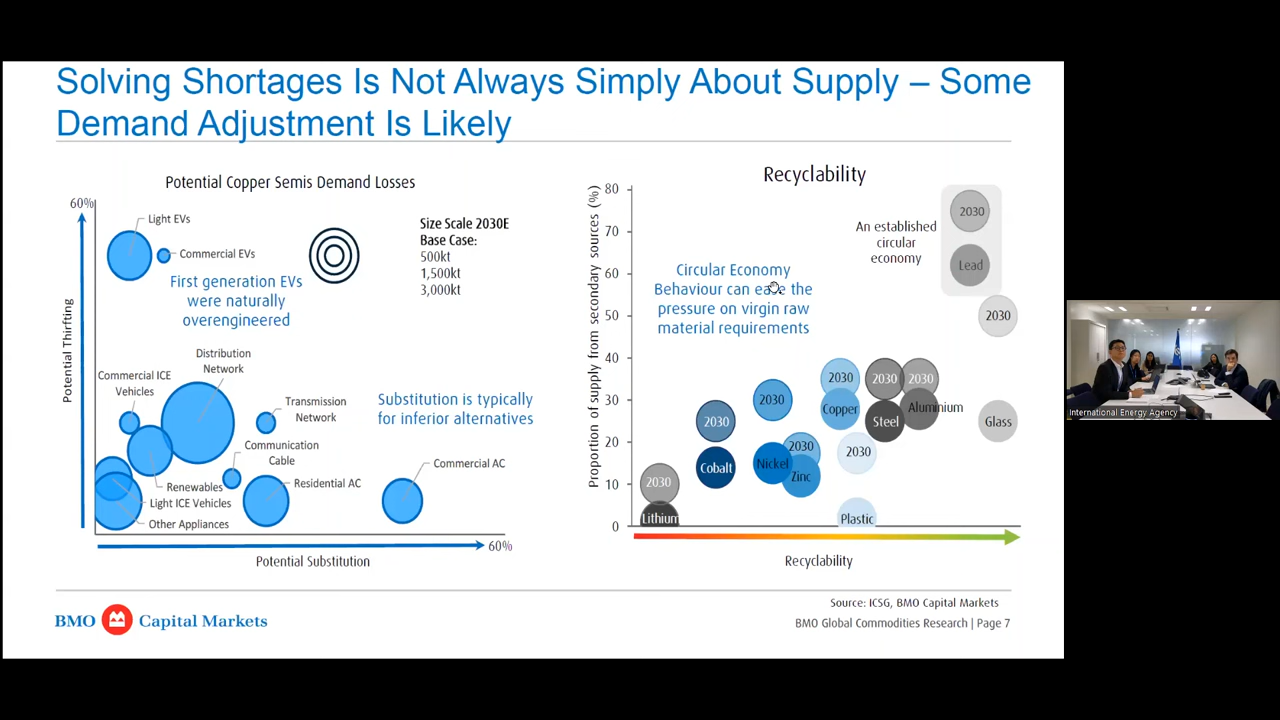 Solving Shortages Is Not Always Simply About Supply – Some
Demand Adjustment Is Likely
Potential Copper Semis Demand Losses
60%
Light EVs
Commercial EVs
First generation EVs
were naturally
overengineered
Size Scale 2030E
Base Case:
500kt
1,500kt
3,000kt
Potential Thrifting
Distribution
Network
Commercial ICE
Vehicles
Transmission
Network
Substitution is typically
for inferior alternatives
Communication
Cable
Commercial AC
Renewables
Residential AC
Light ICE Vehicles
Other Appliances
60%
Potential Substitution
Recyclability
Proportion of supply from secondary sources (%)
80
70
60
50
40
30
20
10
0
Circular Economy
Behaviour can ease the
pressure on virgin raw
material requirements
An established
circular
economy
2030
Lead
2030
2030
2030
2030
2030
2030
Copper
Aluminium
2030
Steel
Glass
2030
2030
Cobalt
Nickel
Zinc
2030
Lithium
Plastic
Recyclability
Source: ICSG, BMO Capital Markets
BMO Capital Markets
BMO Global Commodities Research | Page 7
International Energy Agency